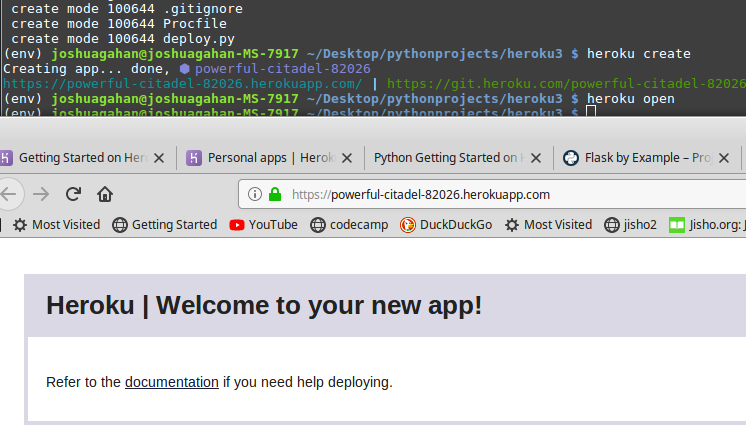 create mode 100644 .gitignore
create mode 100644 Procfile
create mode 100644 deploy.py
(env) joshuagahan@joshuagahan-MS-7917 ~/Desktop/pythonprojects/heroku3 $ heroku create
Creating app... done, ⬢ powerful-citadel-82026
https://powerful-citadel-82026.herokuapp.com/ | https://git.heroku.com/powerful-citadel-82026
(env) joshuagahan@joshuagahan-MS-7917 ~/Desktop/pythonprojects/heroku3 $ heroku open
(env) joshuagahan@joshuagahan-MS-7917 ~/Desktop/pythonprojects/heroku3 $
Getting Started on Her Personal apps | Herok Python Getting Started on Flask by Example – Pro
https://powerful-citadel-82026.herokuapp.com
Most Visited Getting Started YouTube codecamp DuckDuckGo Most Visited jisho2 Jisho.org: J
Heroku | Welcome to your new app!
Refer to the documentation if you need help deploying.